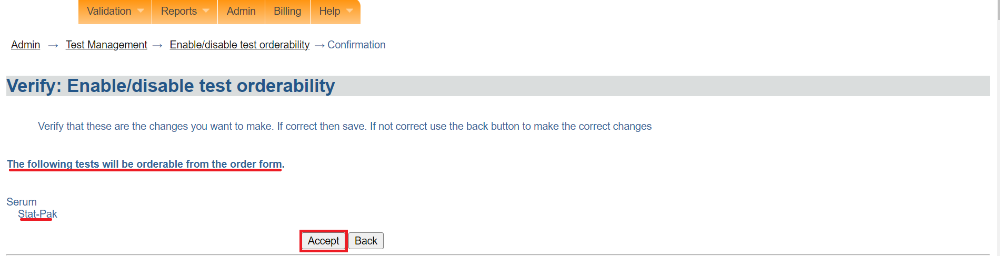 Validation Reports Admin Billing Help
Admin → Test Management → Enable/disable test orderability → Confirmation
Verify: Enable/disable test orderability
Verify that these are the changes you want to make. If correct then save. If not correct use the back button to make the correct changes
The following tests will be orderable from the order form.
Serum
Stat-Pak
Accept Back